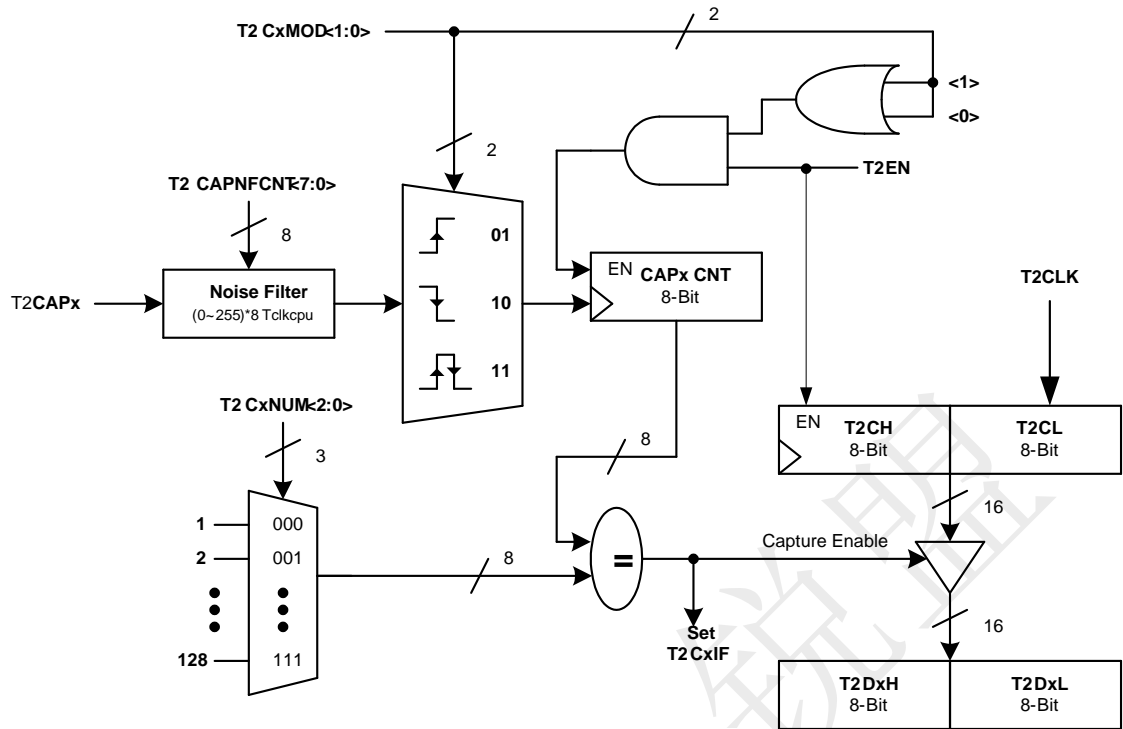 T2 CxMOD<1:0>
2
<1>
<0>
2
T2EN
T2 CAPNFCNT<7:0>
8
01
EN
CAPx CNT
8-Bit
T2CLK
T2CAPx
Noise Filter
(0~255)*8 Tclkcpu
10
11
T2 CxNUM<2:0>
3
8
EN
T2CH
8-Bit
T2CL
8-Bit
16
1
000
2
001
8
=
Capture Enable
128
111
Set
T2 CxIF
16
T2DxH
8-Bit
T2DxL
8-Bit
锐盟